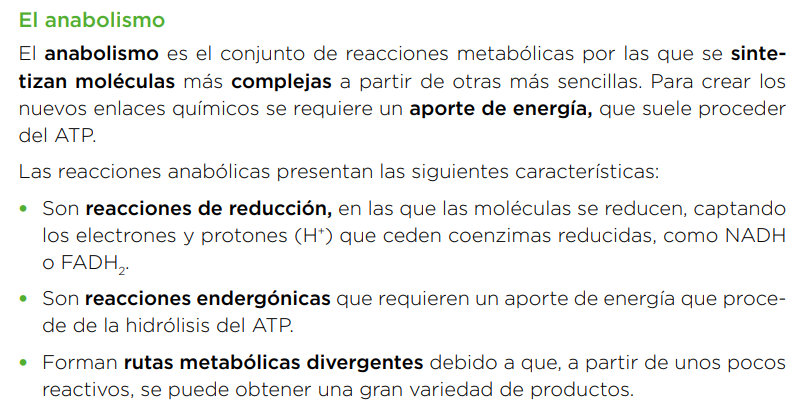 El anabolismo
El anabolismo es el conjunto de reacciones metabólicas por las que se sinte-
tizan moléculas más complejas a partir de otras más sencillas. Para crear los
nuevos enlaces químicos se requiere un aporte de energía, que suele proceder
del ATP.
Las reacciones anabólicas presentan las siguientes características:
• Son reacciones de reducción, en las que las moléculas se reducen, captando
los electrones y protones (H⁺) que ceden coenzimas reducidas, como NADH
o FADH₂.
• Son reacciones endergónicas que requieren un aporte de energía que proce-
de de la hidrólisis del ATP.
• Forman rutas metabólicas divergentes debido a que, a partir de unos pocos
reactivos, se puede obtener una gran variedad de productos.